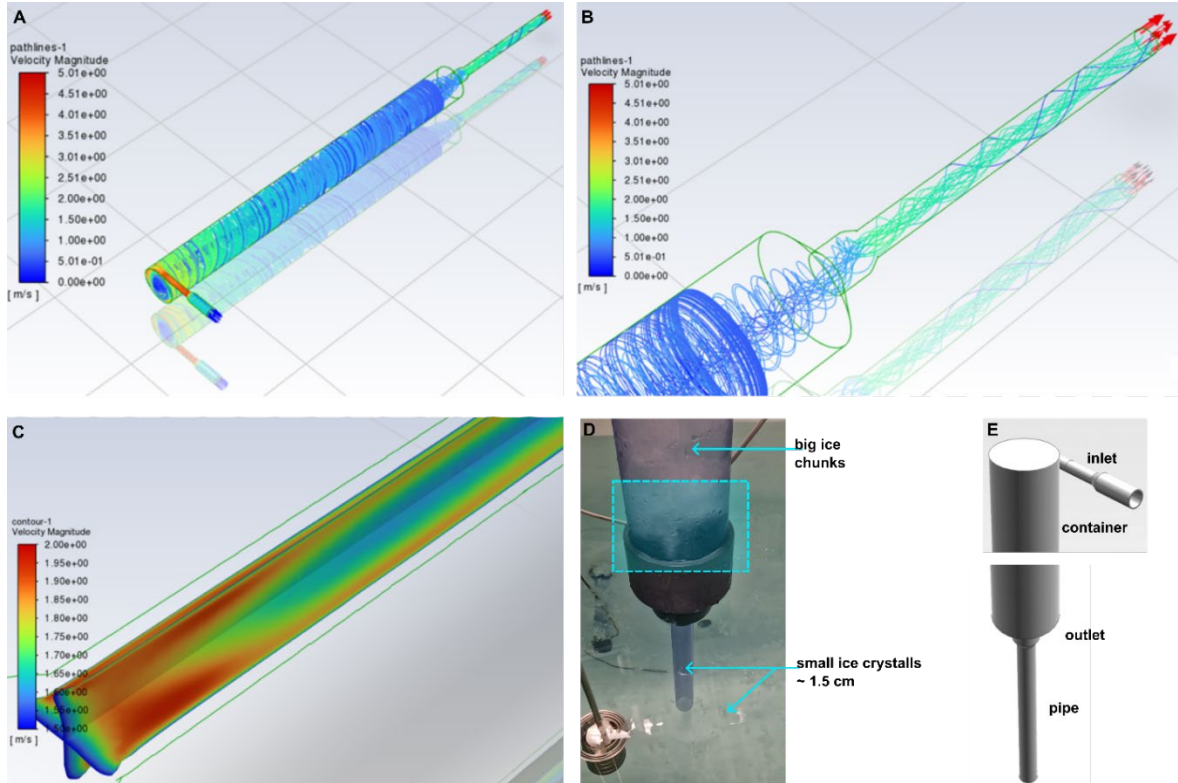 A
pathlines-1
Velocity Magnitude
5.01e+00
4.51e+00
4.01e+00
3.51e+00
3.01e+00
2.50e+00
2.00e+00
1.50e+00
1.00e+00
5.01e-01
0.00e+00
[ m/s ]
B
pathlines-1
Velocity Magnitude
5.01e+00
4.51e+00
4.01e+00
3.51e+00
3.01e+00
2.50e+00
2.00e+00
1.50e+00
1.00e+00
5.01e-01
0.00e+00
[ m/s ]
C
contour-1
Velocity Magnitude
2.00e+00
1.95e+00
1.90e+00
1.85e+00
1.80e+00
1.75e+00
1.70e+00
1.65e+00
1.60e+00
[ m/s ]
D
big ice
chunks
small ice crystalls
~ 1.5 cm
E
inlet
container
outlet
pipe